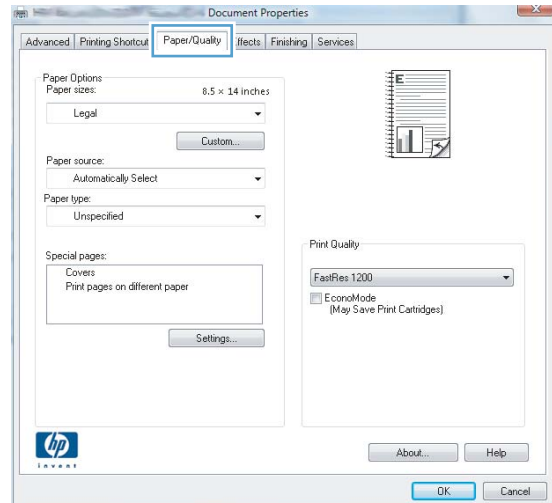 Document Properties
Advanced Printing Shortcut Paper/Quality ffects Finishing Services
Paper Options
Paper sizes: 8.5 × 14 inches
Legal
Custom...
Paper source:
Automatically Select
Paper type:
Unspecified
Special pages:
Covers
Print pages on different paper
Settings...
E
Print Quality
FastRes 1200
EconoMode
(May Save Print Cartridges)
hp
invent
About... Help
OK Cancel